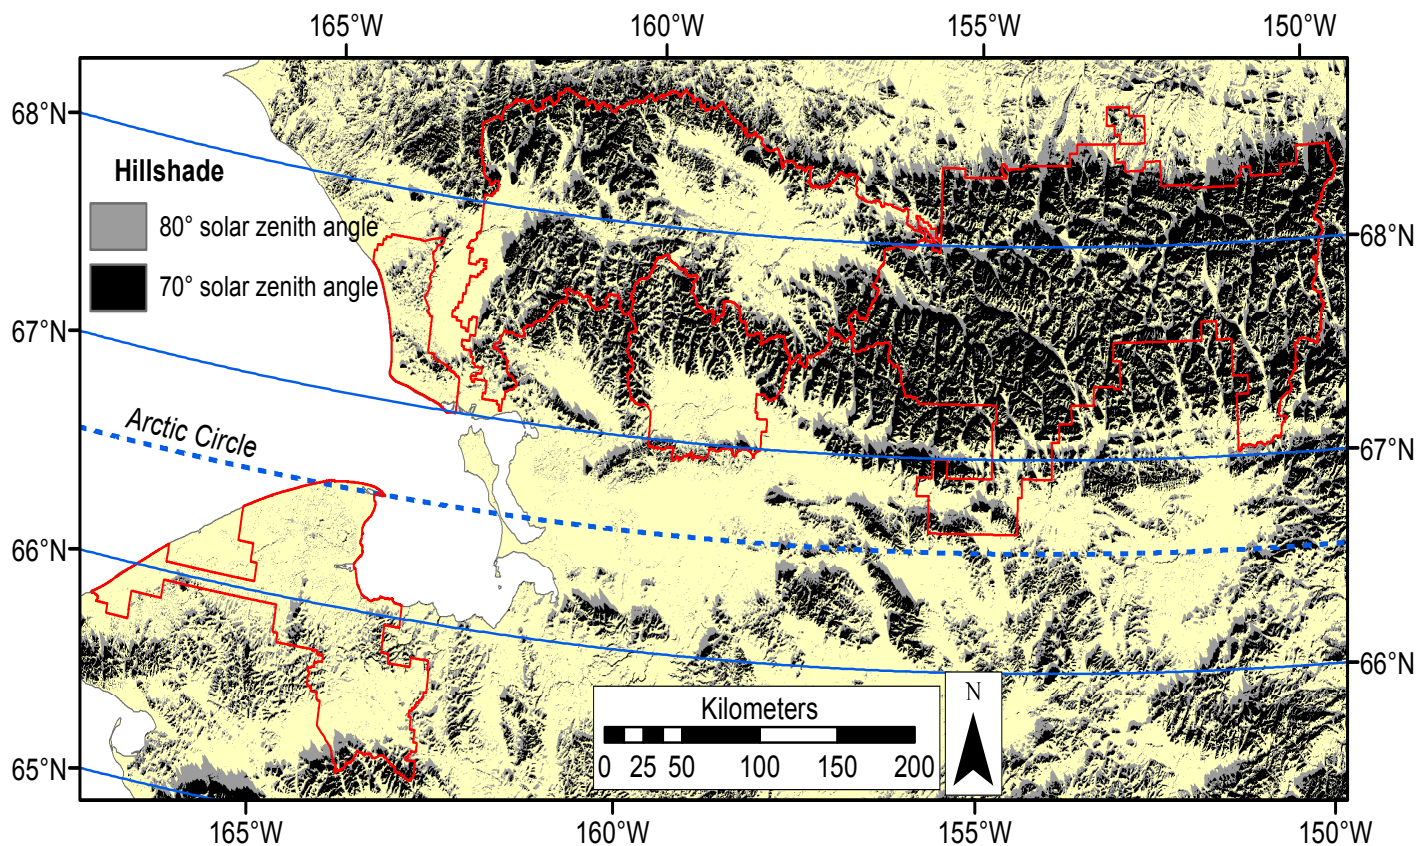 165°W 160°W 155°W 150°W
68°N
Hillshade
80° solar zenith angle
68°N
70° solar zenith angle
67°N
Arctic Circle
67°N
66°N
66°N
N
Kilometers
65°N
0 25 50 100 150 200
165°W 160°W 155°W 150°W